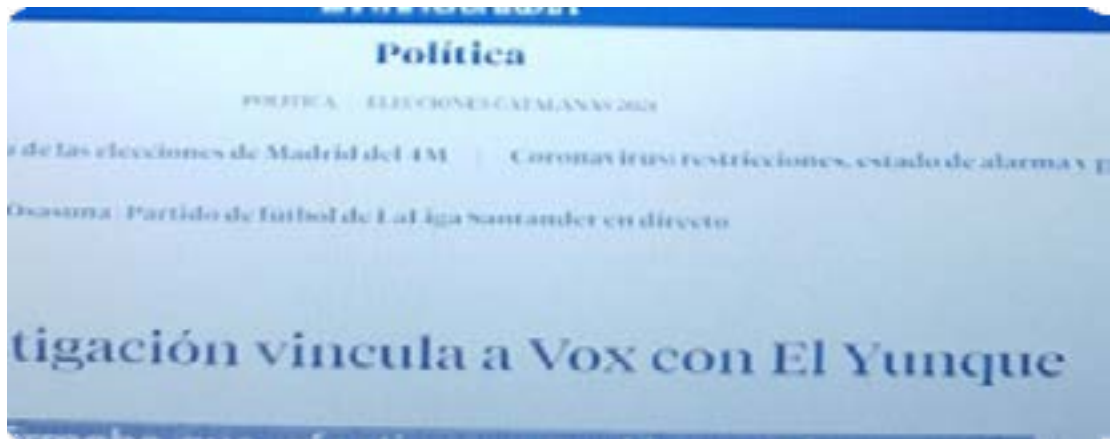 Política
POLÍTICA ELECCIONES CATALANAS 2021
de las elecciones de Madrid del 4M | Coronavirus: restricciones, estado de alarma y
Osasuna: Partido de fútbol de LaLiga Santander en directo
tigación vincula a Vox con El Yunque